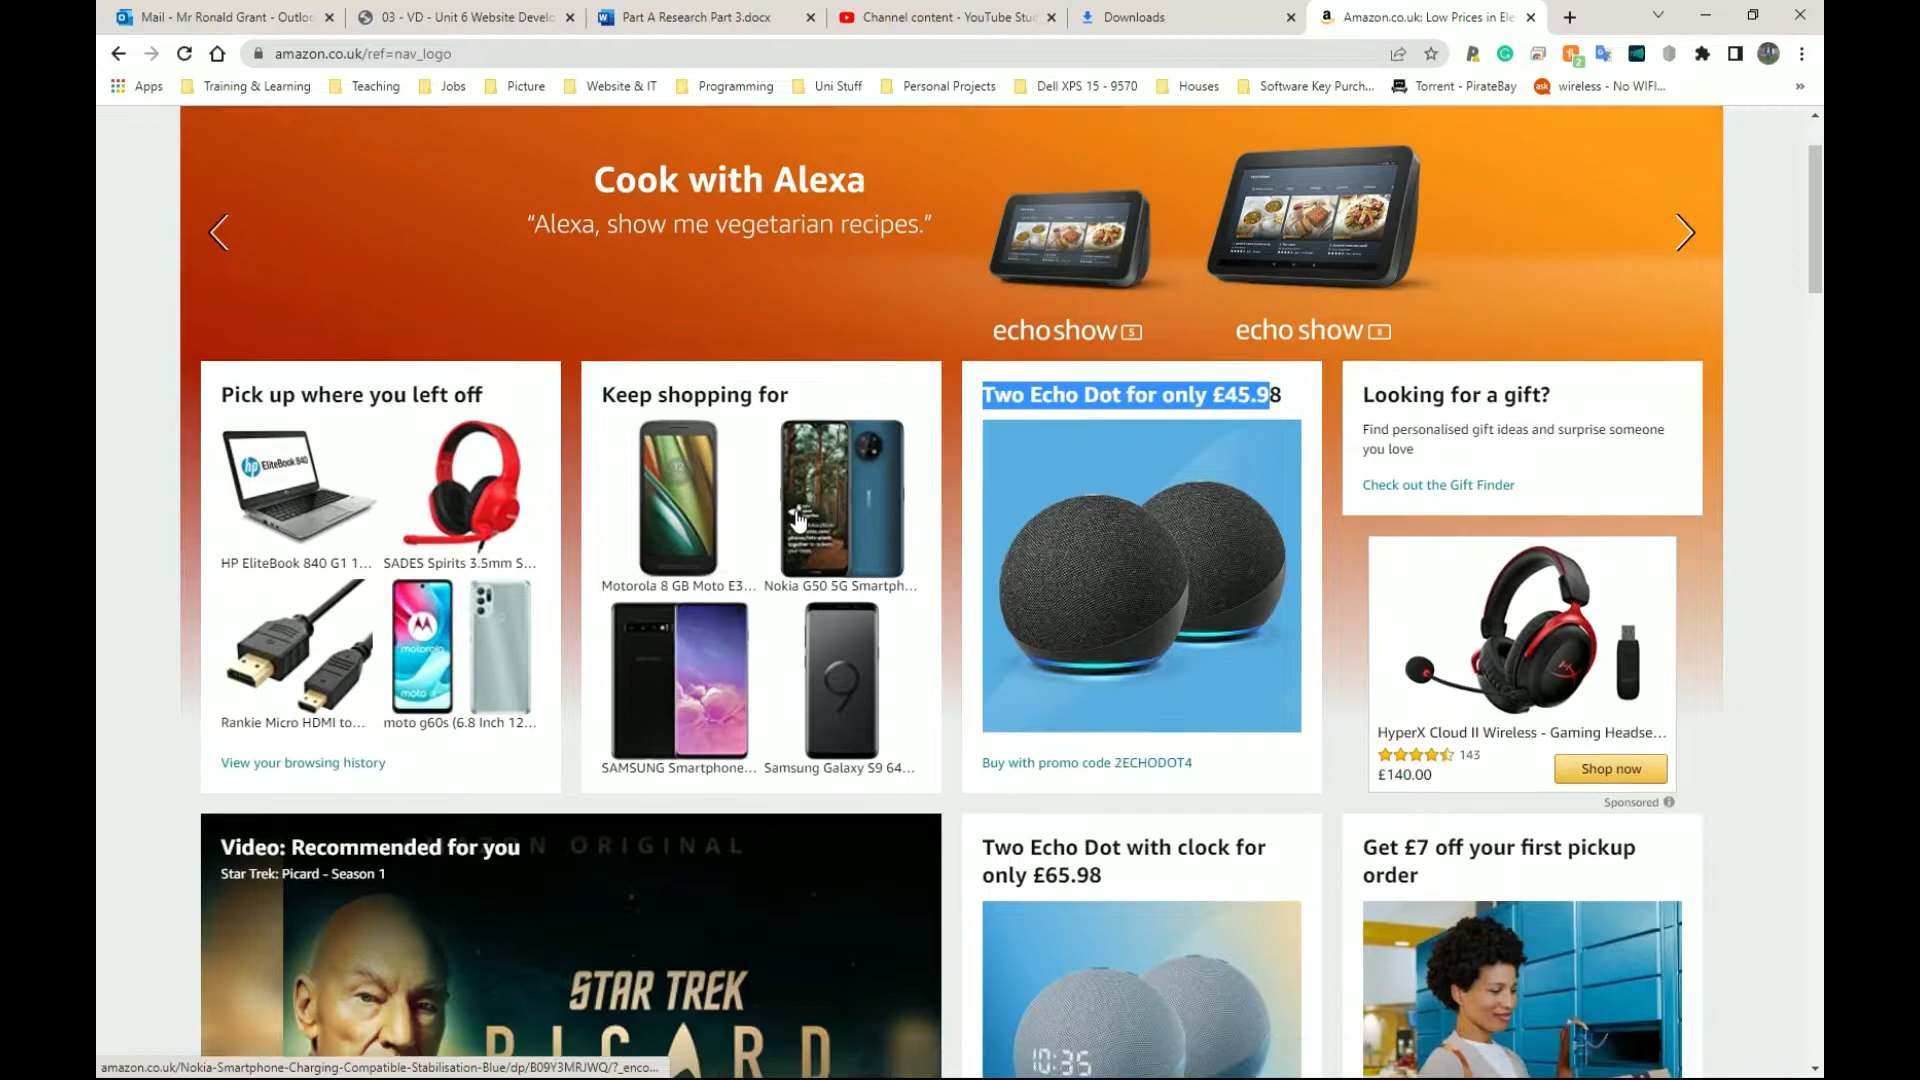 Mail - Mr Ronald Grant - Outloo
03 - VD - Unit 6 Website Develo
Part A Research Part 3.docx
Channel content - YouTube Stu
Downloads
Amazon.co.uk: Low Prices in Ele
amazon.co.uk/ref=nav_logo
Apps
Training & Learning
Teaching
Jobs
Picture
Website & IT
Programming
Uni Stuff
Personal Projects
Dell XPS 15 - 9570
Houses
Software Key Purch...
Torrent - PirateBay
wireless - No WIFI...
Cook with Alexa
“Alexa, show me vegetarian recipes.”
echo show 5
echo show 8
Pick up where you left off
HP EliteBook 840 G1 1...
SADES Spirits 3.5mm S...
Rankie Micro HDMI to...
moto g60s (6.8 Inch 12...
View your browsing history
Keep shopping for
Motorola 8 GB Moto E3...
Nokia G50 5G Smartph...
SAMSUNG Smartphone...
Samsung Galaxy S9 64...
Two Echo Dot for only £45.98
Buy with promo code 2ECHODOT4
Looking for a gift?
Find personalised gift ideas and surprise someone
you love
Check out the Gift Finder
HyperX Cloud II Wireless - Gaming Headse...
143
£140.00
Shop now
Sponsored
Video: Recommended for you
AMAZON ORIGINAL
Star Trek: Picard - Season 1
STAR TREK
PICARD
Two Echo Dot with clock for
only £65.98
10:35
Get £7 off your first pickup
order
amazon.co.uk/Nokia-Smartphone-Charging-Compatible-Stabilisation-Blue/dp/B09Y3MRJWQ/?_enco...